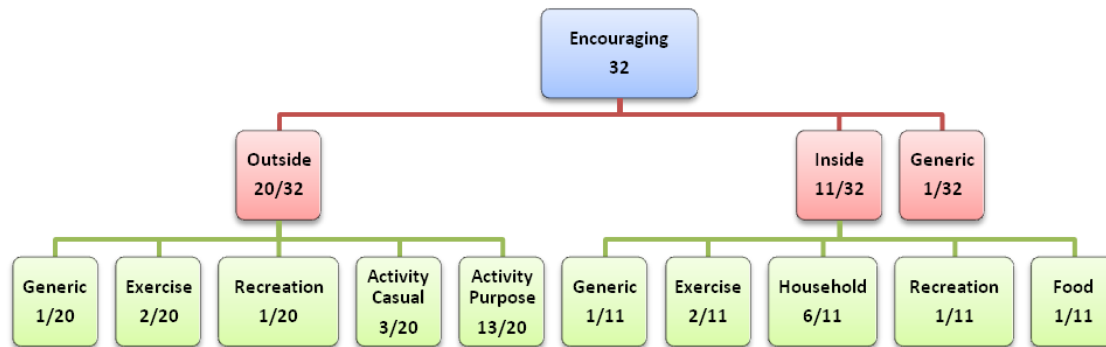 Encouraging
32
Outside
20/32
Inside
11/32
Generic
1/32
Generic
1/20
Exercise
2/20
Recreation
1/20
Activity
Casual
3/20
Activity
Purpose
13/20
Generic
1/11
Exercise
2/11
Household
6/11
Recreation
1/11
Food
1/11